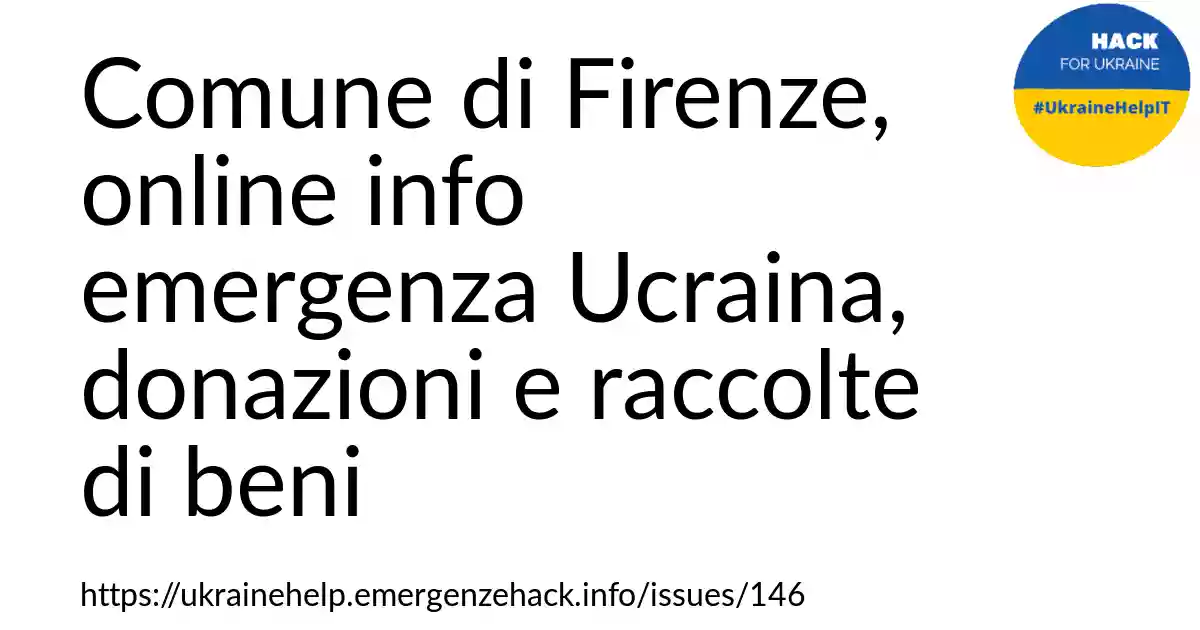 HACK
FOR UKRAINE
#UkraineHelpIT
Comune di Firenze,
online info
emergenza Ucraina,
donazioni e raccolte
di beni
https://ukrainehelp.emergenzehack.info/issues/146